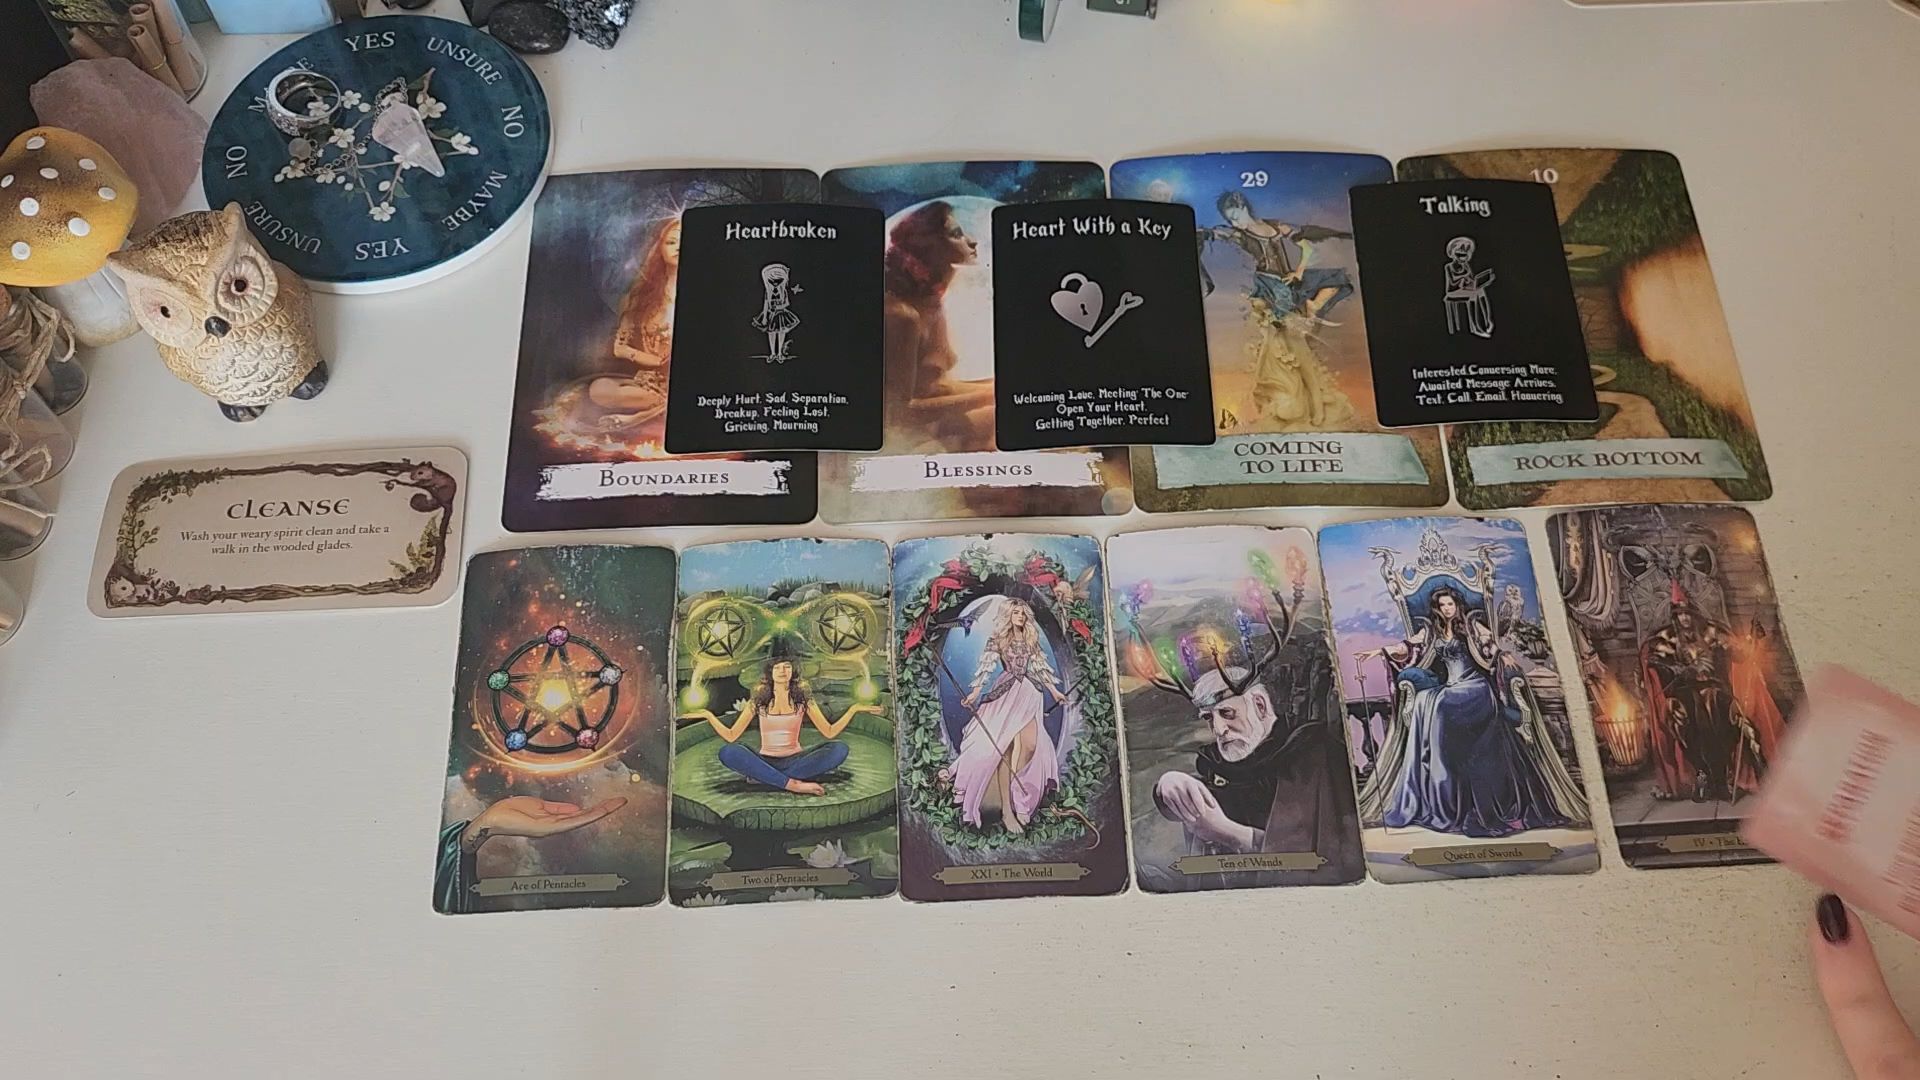 YES
UNSURE
NO
MAYBE
YES
UNSURE
NO
29
10
Heartbroken
Deeply Hurt, Sad, Separation,
Breakup, Feeling Lost,
Grieving, Mourning
Heart With a Key
Welcoming Love, Meeting The One
Open Your Heart,
Getting Together, Perfect
Talking
Interested, Conversing More,
Awaited Message Arrives,
Text, Call, Email, Hovering
BOUNDARIES
BLESSINGS
COMING
TO LIFE
ROCK BOTTOM
CLEANSE
Wash your weary spirit clean and take a
walk in the wooded glades.
Ace of Pentacles
Two of Pentacles
XXI • The World
Ten of Wands
Queen of Swords
IV • The